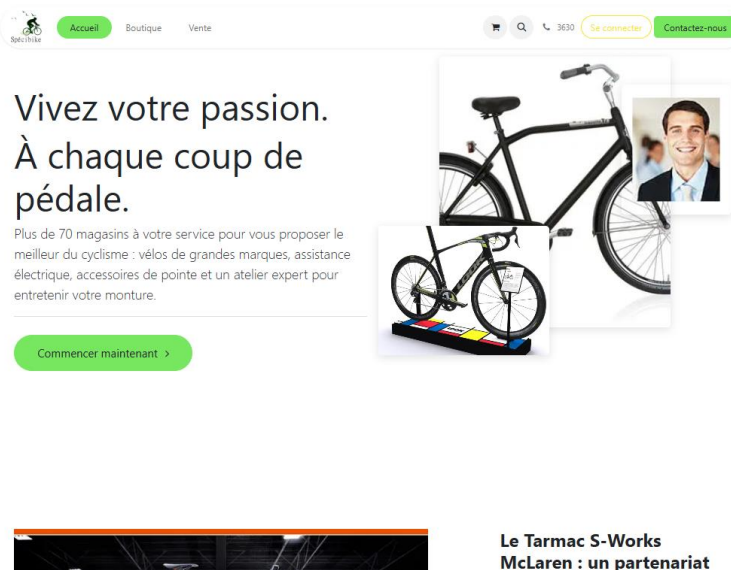 Spécibike
Accueil
Boutique
Vente
3630
Se connecter
Contactez-nous
Vivez votre passion.
À chaque coup de
pédale.
Plus de 70 magasins à votre service pour vous proposer le
meilleur du cyclisme : vélos de grandes marques, assistance
électrique, accessoires de pointe et un atelier expert pour
entretenir votre monture.
LOOK
Commencer maintenant >
Le Tarmac S-Works
McLaren : un partenariat